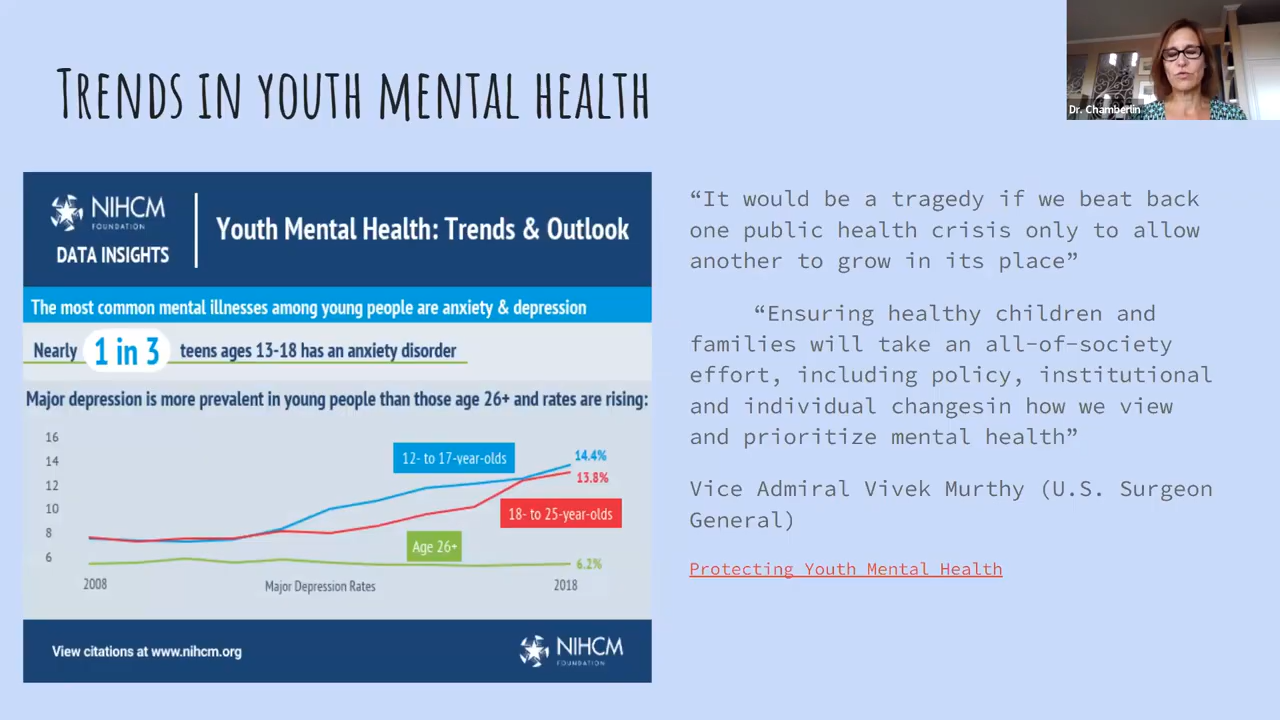 Trends in youth mental health
Dr. Chamberlin
NIHCM
FOUNDATION
DATA INSIGHTS
Youth Mental Health: Trends & Outlook
The most common mental illnesses among young people are anxiety & depression
Nearly 1 in 3 teens ages 13-18 has an anxiety disorder
Major depression is more prevalent in young people than those age 26+ and rates are rising:
16
14
12
10
8
6
12- to 17-year-olds
14.4%
13.8%
18- to 25-year-olds
Age 26+
6.2%
2008
Major Depression Rates
2018
View citations at www.nihcm.org
NIHCM
FOUNDATION
“It would be a tragedy if we beat back
one public health crisis only to allow
another to grow in its place”
“Ensuring healthy children and
families will take an all-of-society
effort, including policy, institutional
and individual changesin how we view
and prioritize mental health”
Vice Admiral Vivek Murthy (U.S. Surgeon
General)
Protecting Youth Mental Health